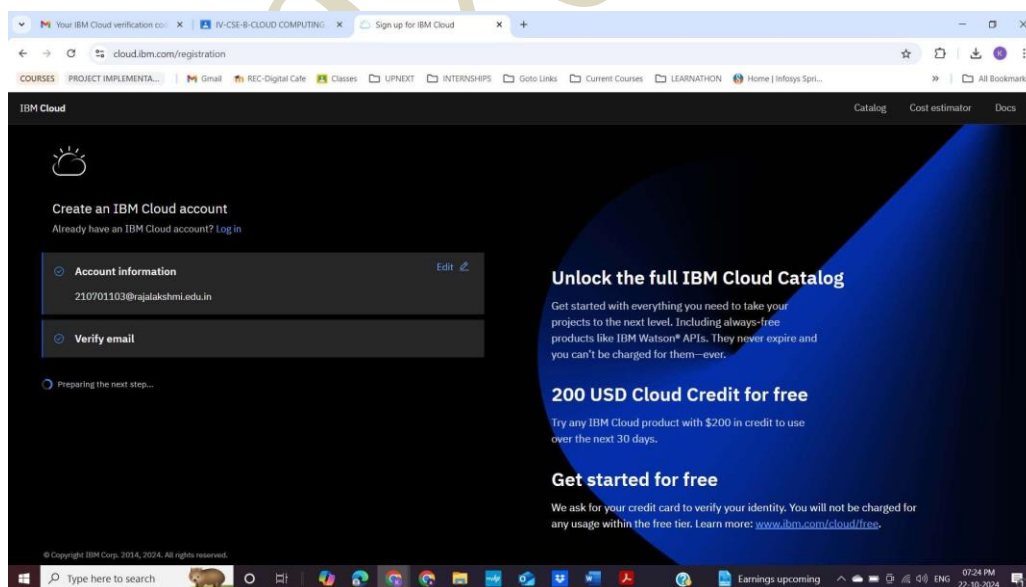 Your IBM Cloud verification co
IV-CSE-B-CLOUD COMPUTING
Sign up for IBM Cloud
cloud.ibm.com/registration
COURSES
PROJECT IMPLEMENTA...
Gmail
REC-Digital Cafe
Classes
UPNEXT
INTERNSHIPS
Goto Links
Current Courses
LEARNATHON
Home | Infosys Spri...
All Bookmark
IBM Cloud
Catalog
Cost estimator
Docs
Create an IBM Cloud account
Already have an IBM Cloud account? Log in
Account information
Edit
210701103@rajalakshmi.edu.in
Verify email
Preparing the next step...
Unlock the full IBM Cloud Catalog
Get started with everything you need to take your
projects to the next level. Including always-free
products like IBM Watson® APIs. They never expire and
you can't be charged for them—ever.
200 USD Cloud Credit for free
Try any IBM Cloud product with $200 in credit to use
over the next 30 days.
Get started for free
We ask for your credit card to verify your identity. You will not be charged for
any usage within the free tier. Learn more: www.ibm.com/cloud/free.
© Copyright IBM Corp. 2014, 2024. All rights reserved.
Type here to search
Earnings upcoming
ENG
07:24 PM
22-10-2024